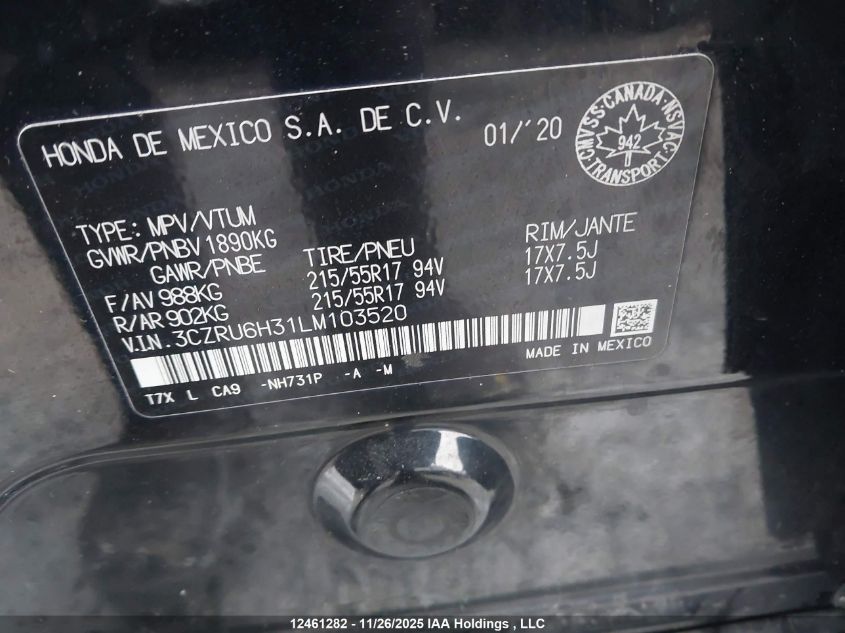 HONDA DE MEXICO S.A. DE C.V.
01/'20
CMVSS·CANADA·NSVAC·TRANSPORT
942
TYPE: MPV/VTUM
GVWR/PNBV 1890KG
GAWR/PNBE TIRE/PNEU RIM/JANTE
F/AV 988KG 215/55R17 94V 17X7.5J
R/AR 902KG 215/55R17 94V 17X7.5J
V.I.N. 3CZRU6H31LM103520
MADE IN MEXICO
T7X L CA9 -NH731P -A -M
12461282 - 11/26/2025 IAA Holdings , LLC